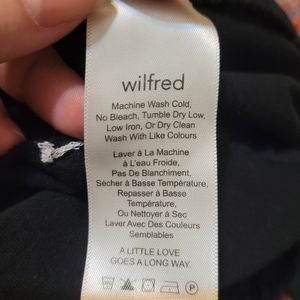 wilfred
Machine Wash Cold,
No Bleach, Tumble Dry Low,
Low Iron, Or Dry Clean
Wash With Like Colours
Laver à La Machine
à L'eau Froide,
Pas De Blanchiment,
Sécher à Basse Température,
Repasser à Basse
Température,
Ou Nettoyer à Sec
Laver Avec Des Couleurs
Semblables
A LITTLE LOVE
GOES A LONG WAY.